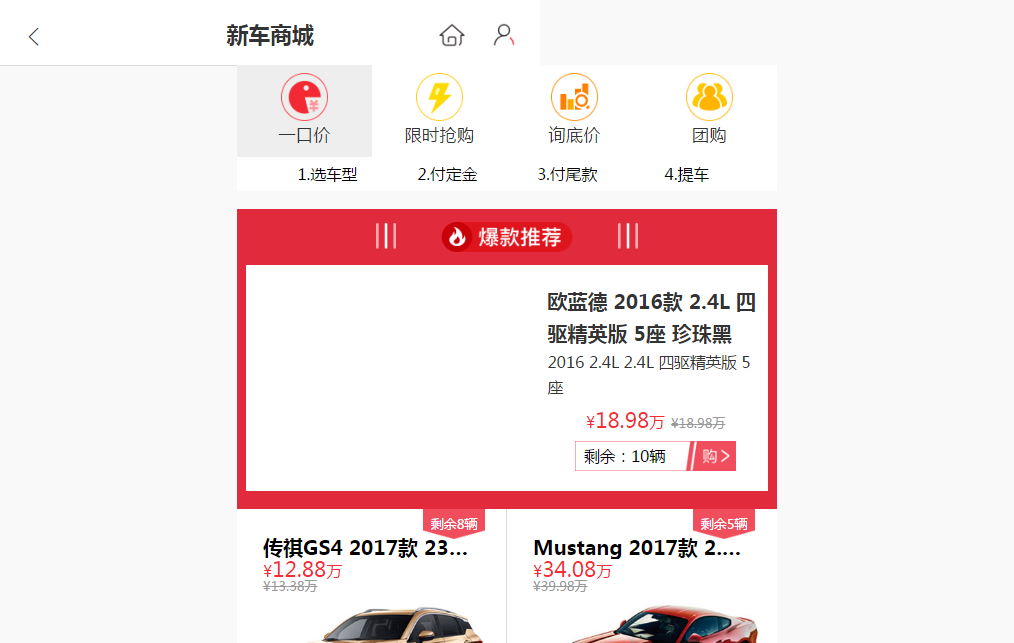 新车商城
一口价 限时抢购 询底价 团购
1.选车型 2.付定金 3.付尾款 4.提车
爆款推荐
欧蓝德 2016款 2.4L 四
驱精英版 5座 珍珠黑
2016 2.4L 2.4L 四驱精英版 5
座
¥18.98万 ¥18.98万
剩余：10辆 购
剩余8辆 剩余5辆
传祺GS4 2017款 23... Mustang 2017款 2....
¥12.88万 ¥34.08万
¥13.38万 ¥39.98万